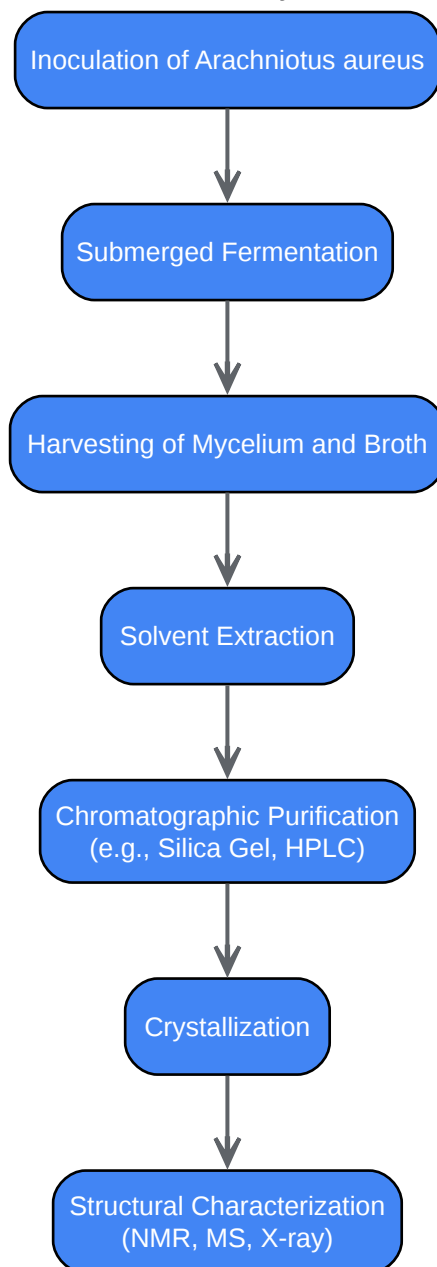 Inoculation of Arachniotus aureus
Submerged Fermentation
Harvesting of Mycelium and Broth
Solvent Extraction
Chromatographic Purification
(e.g., Silica Gel, HPLC)
Crystallization
Structural Characterization
(NMR, MS, X-ray)